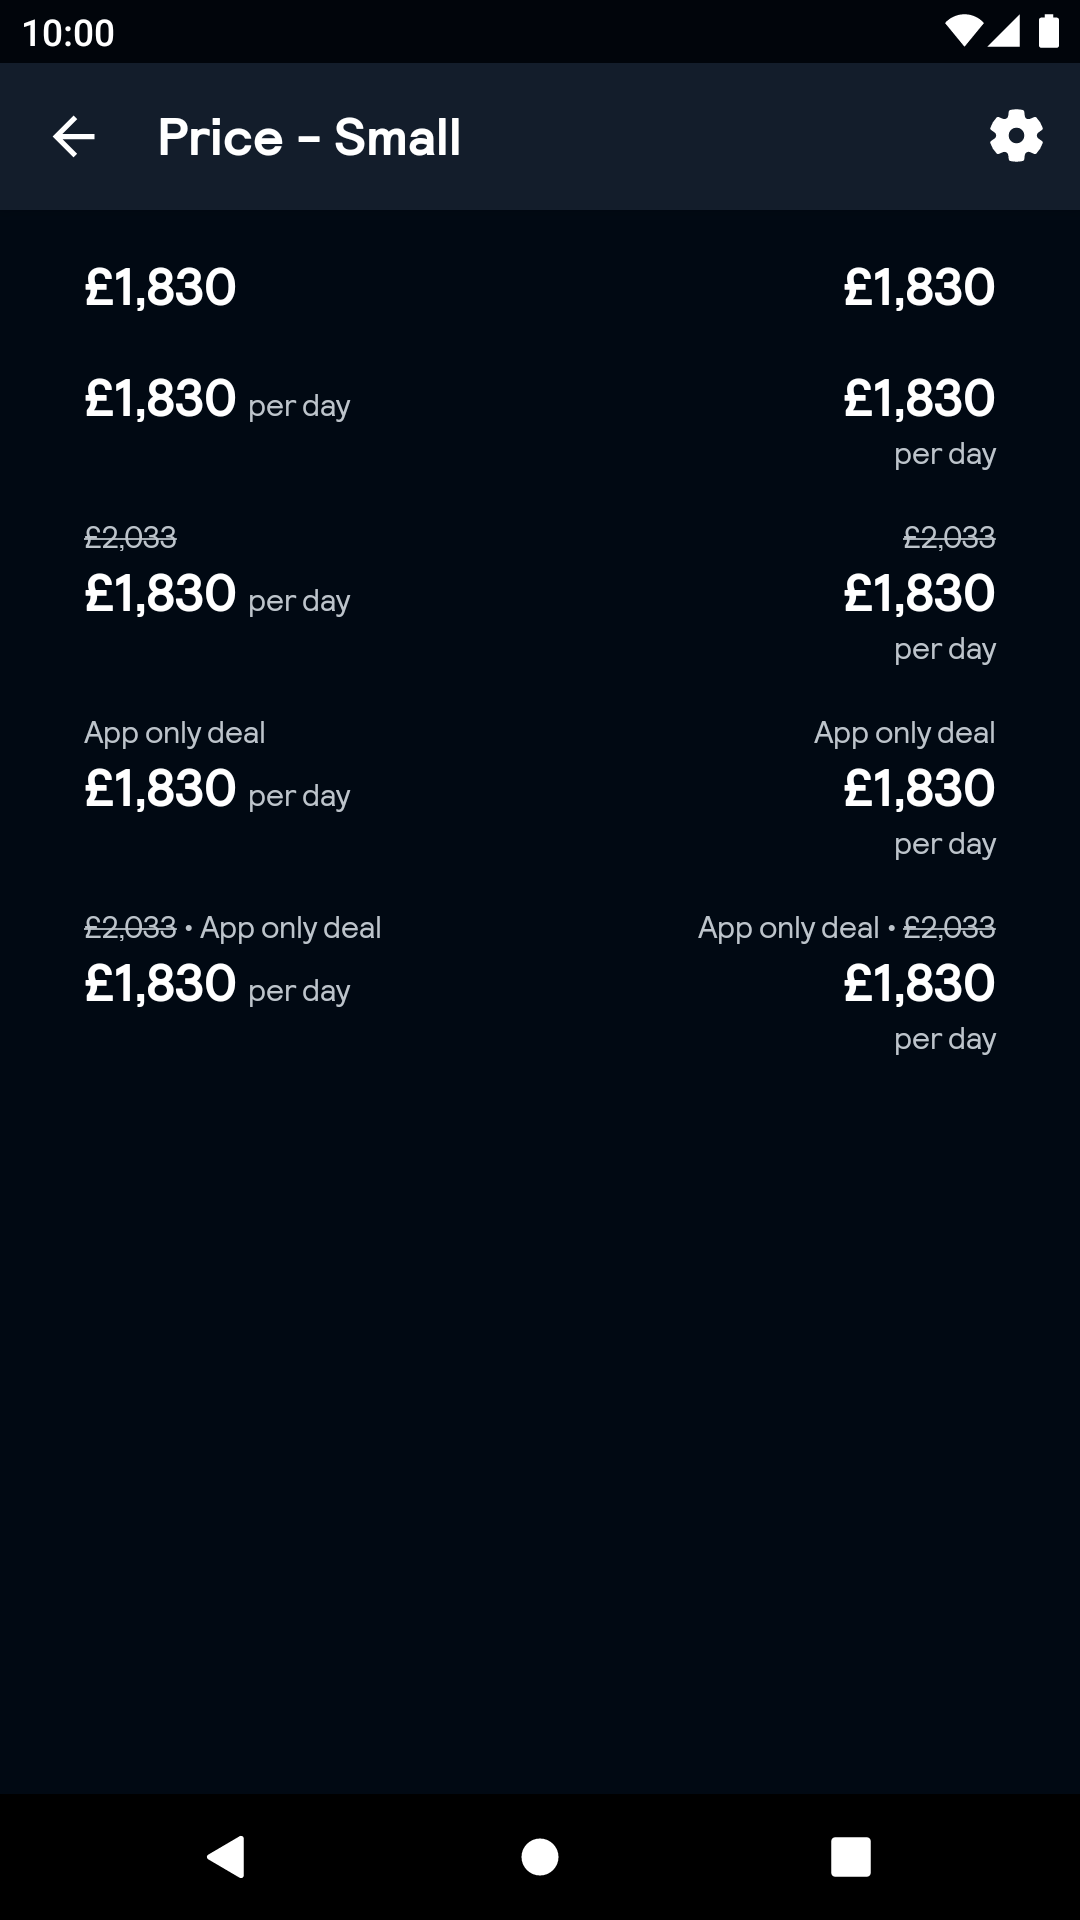 10:00
Price - Small
£1,830 £1,830
£1,830 per day £1,830
per day
£2,033 £2,033
£1,830 per day £1,830
per day
App only deal App only deal
£1,830 per day £1,830
per day
£2,033 • App only deal App only deal • £2,033
£1,830 per day £1,830
per day